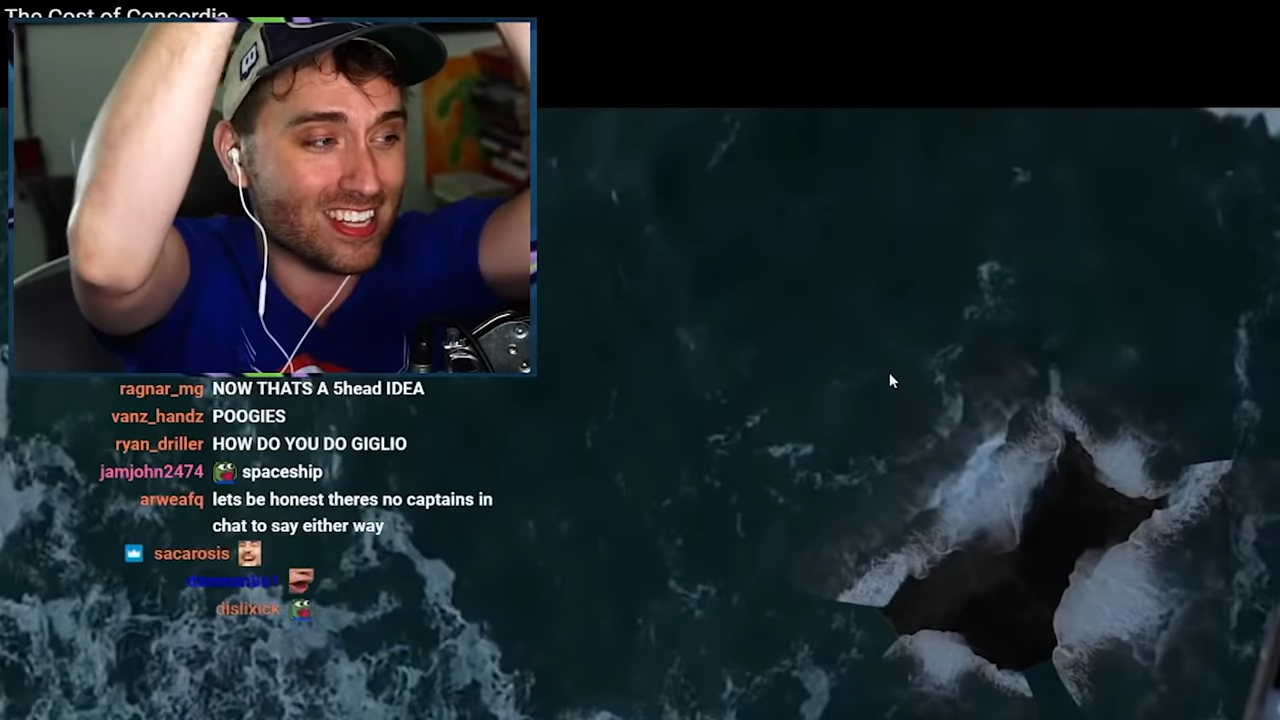 The Cost of Concordia
ragnar_mg NOW THATS A 5head IDEA
vanz_handz POOGIES
ryan_driller HOW DO YOU DO GIGLIO
jamjohn2474 spaceship
arweafq lets be honest theres no captains in
chat to say either way
sacarosis
dislixick